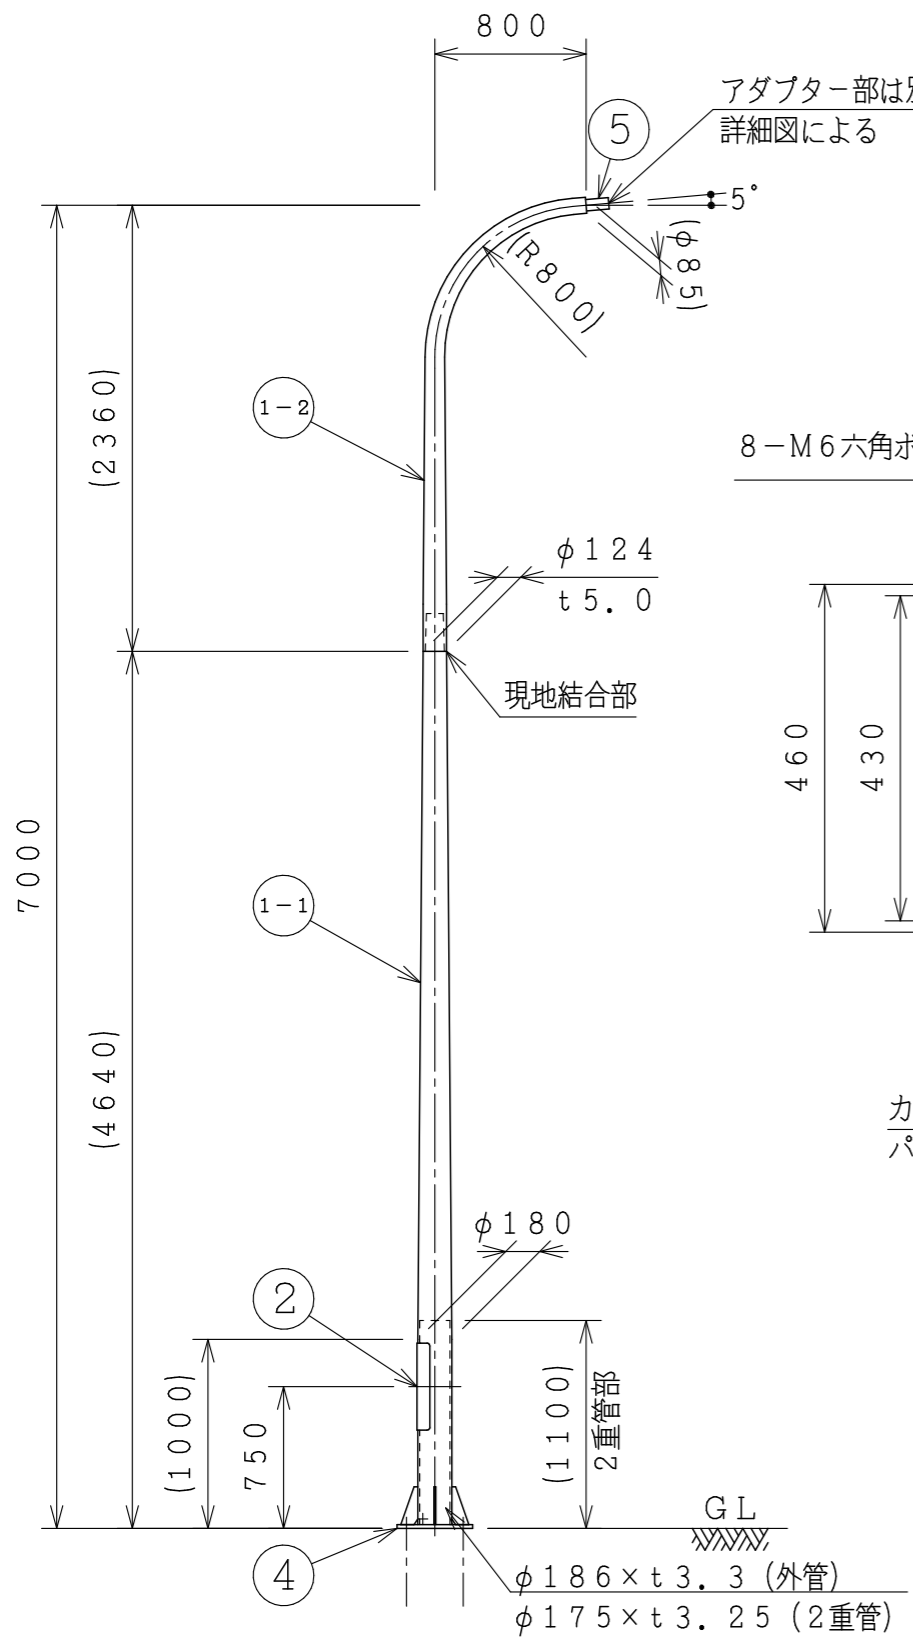 800
アダプター部は
詳細図による
5
5°
(φ85)
(R800)
1-2
(2360)
8-M6六角ボ
φ124
t5.0
現地結合部
460
430
7000
1-1
(4640)
カ
パ
φ180
2
(1000)
750
(1100)
2重管部
GL
4
φ186×t3.3(外管)
φ175×t3.25(2重管)